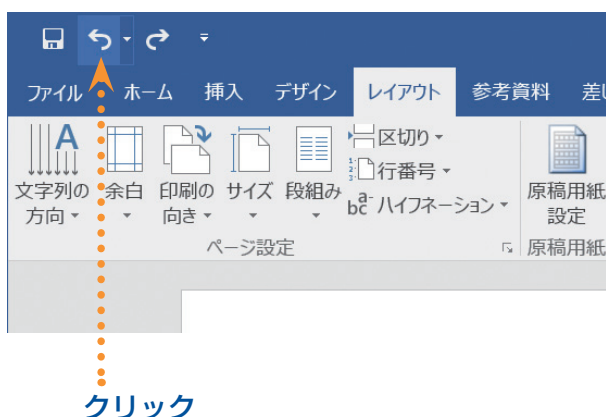 ファイル ホーム 挿入 デザイン レイアウト 参考資料
文字列の方向 余白 印刷の向き サイズ 段組み
区切り
行番号
ハイフネーション
原稿用紙
設定
ページ設定 原稿用紙
クリック